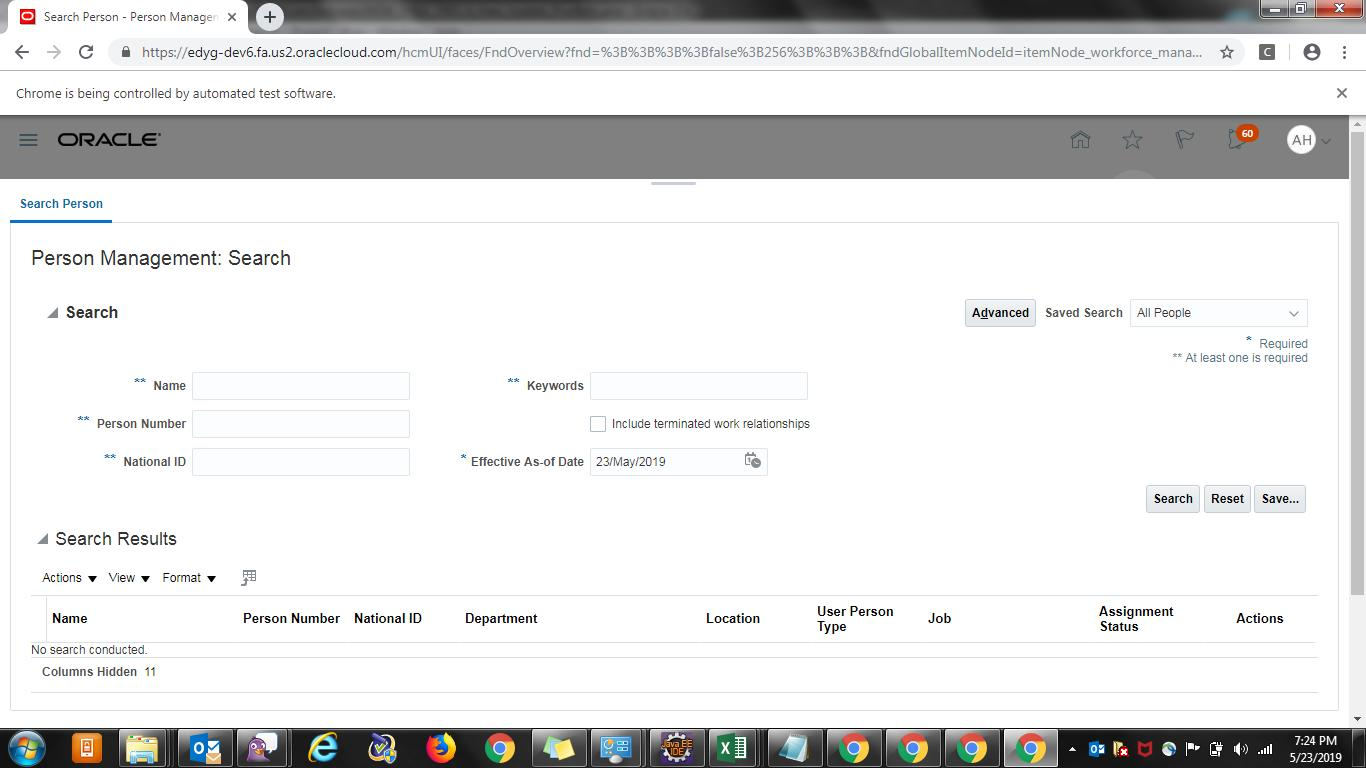 Search Person - Person Managen
https://edyg-dev6.fa.us2.oraclecloud.com/hcmUI/faces/FndOverview?fnd=%3B%3B%3B%3Bfalse%3B256%3B%3B%3B&fndGlobalItemNodeId=itemNode_workforce_mana...
C
Chrome is being controlled by automated test software.
ORACLE
60
AH
Search Person
Person Management: Search
Search
Advanced Saved Search All People
* Required
** At least one is required
** Name ** Keywords
** Person Number Include terminated work relationships
** National ID * Effective As-of Date 23/May/2019
Search Reset Save...
Search Results
Actions View Format
Name Person Number National ID Department Location User Person Type Job Assignment Status Actions
No search conducted.
Columns Hidden 11
Java EE
IDE
7:24 PM
5/23/2019